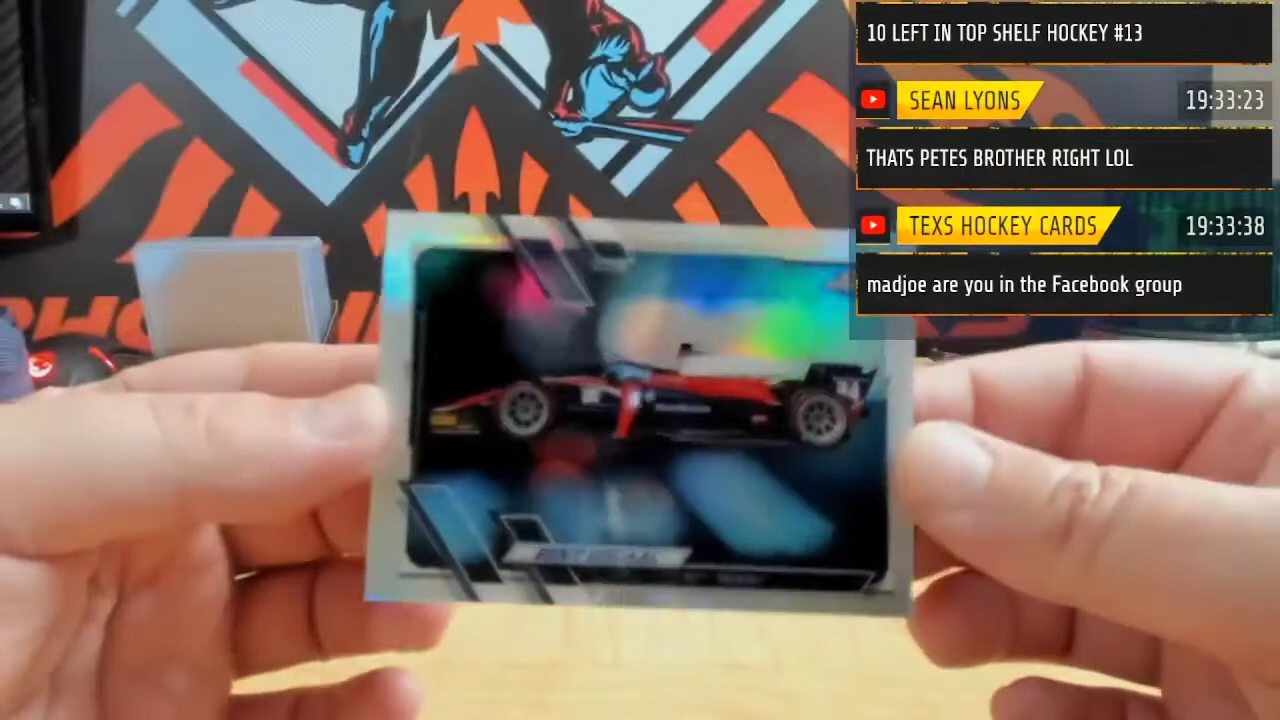 10 LEFT IN TOP SHELF HOCKEY #13
SEAN LYONS 19:33:23
THATS PETES BROTHER RIGHT LOL
TEXS HOCKEY CARDS 19:33:38
madjoe are you in the Facebook group